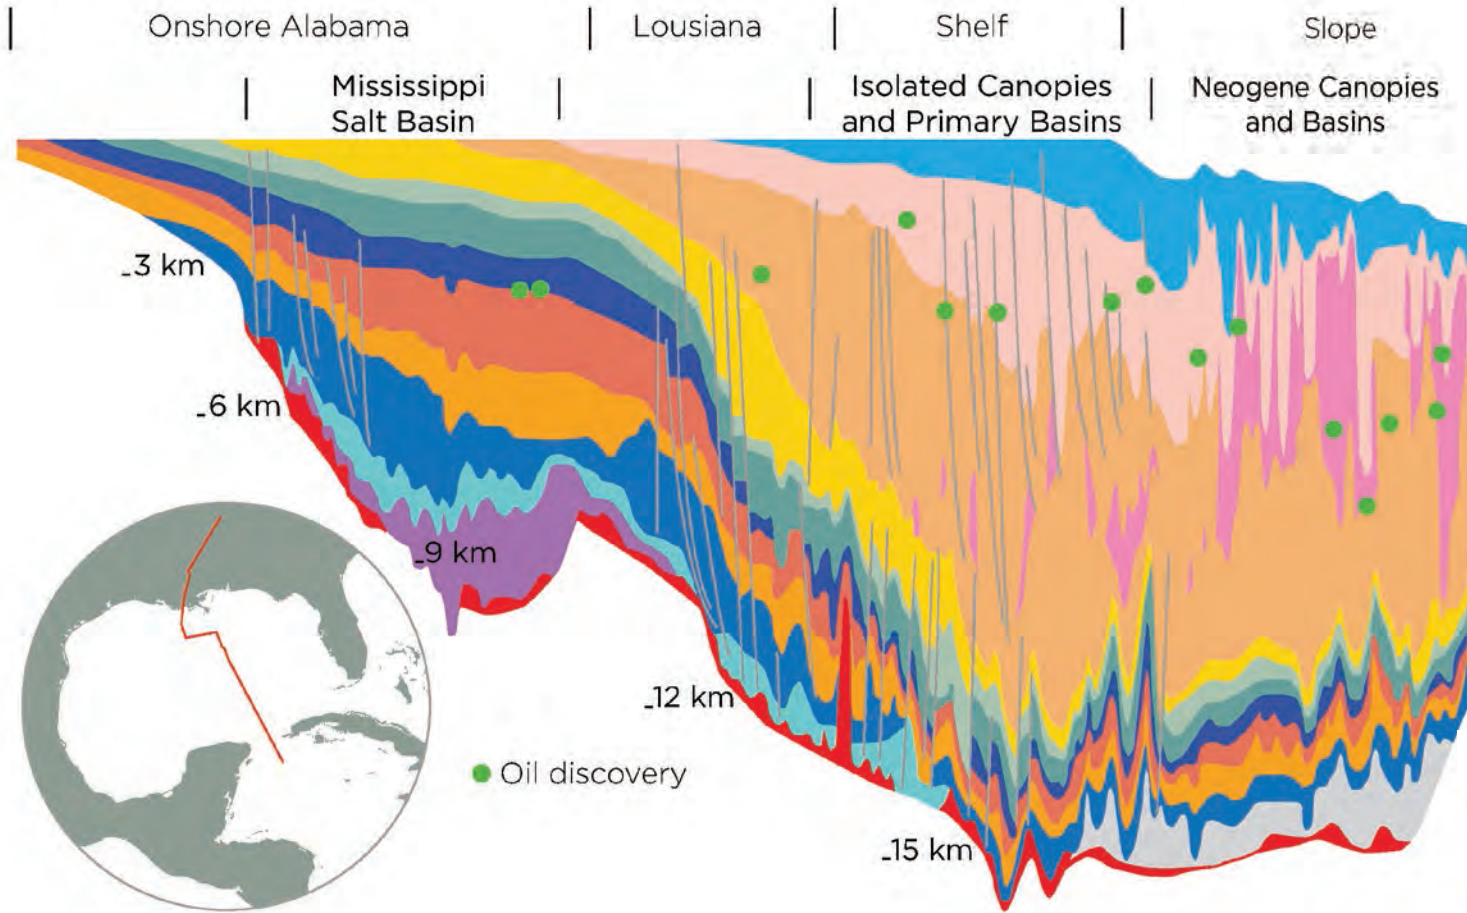 Onshore Alabama
Lousiana
Shelf
Slope
Mississippi
Salt Basin
Isolated Canopies
and Primary Basins
Neogene Canopies
and Basins
-3 km
-6 km
-9 km
-12 km
Oil discovery
-15 km